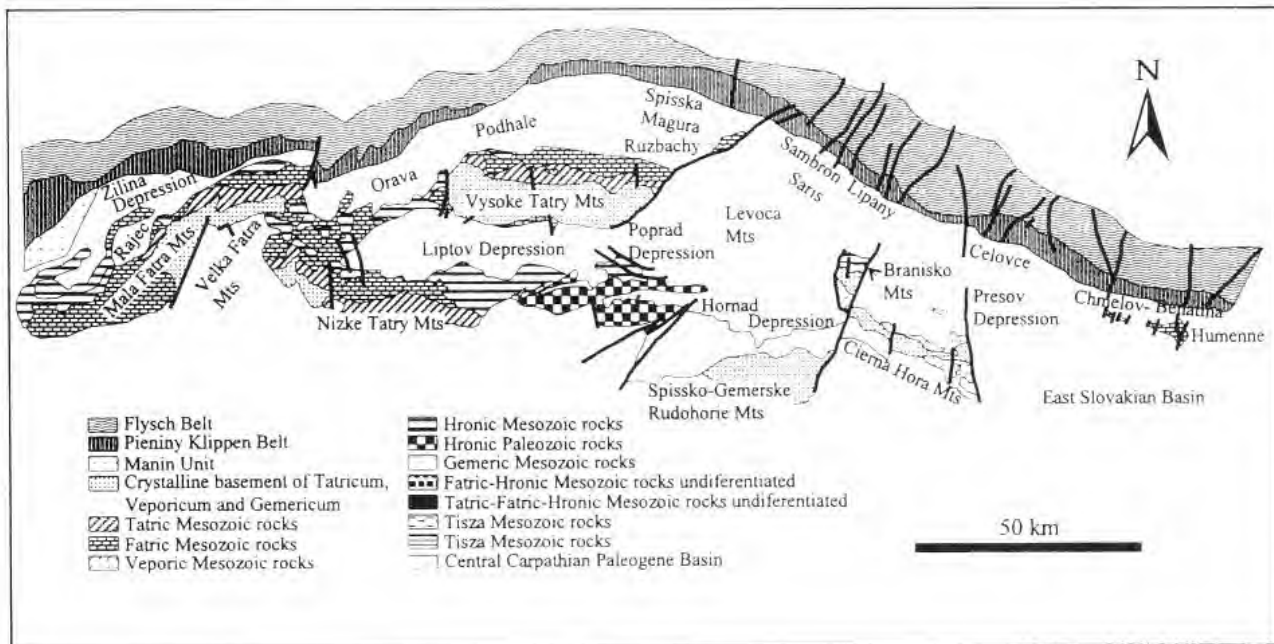 N
Spisska
Magura
Ruzbachy
Podhale
Zilina
Depression
Orava
Sambron
Lipany
Saris
Vysoke Tatry Mts
Rajec
Mala Fatra Mts
Velka Fatra
Mts
Levoca
Mts
Liptov Depression
Poprad
Depression
Celovce
Branisko
Mts
Nizke Tatry Mts
Hornad
Depression
Presov
Depression
Chmelov- Beňatina
Humenne
Cierna Hora Mts
Spissko-Gemerske
Rudohorie Mts
East Slovakian Basin
Flysch Belt
Pieniny Klippen Belt
Manin Unit
Crystalline basement of Tatricum,
Veporicum and Gemericum
Tatric Mesozoic rocks
Fatric Mesozoic rocks
Veporic Mesozoic rocks
Hronic Mesozoic rocks
Hronic Paleozoic rocks
Gemeric Mesozoic rocks
Fatric-Hronic Mesozoic rocks undiferentiated
Tatric-Fatric-Hronic Mesozoic rocks undiferentiated
Tisza Mesozoic rocks
Tisza Mesozoic rocks
Central Carpathian Paleogene Basin
50 km